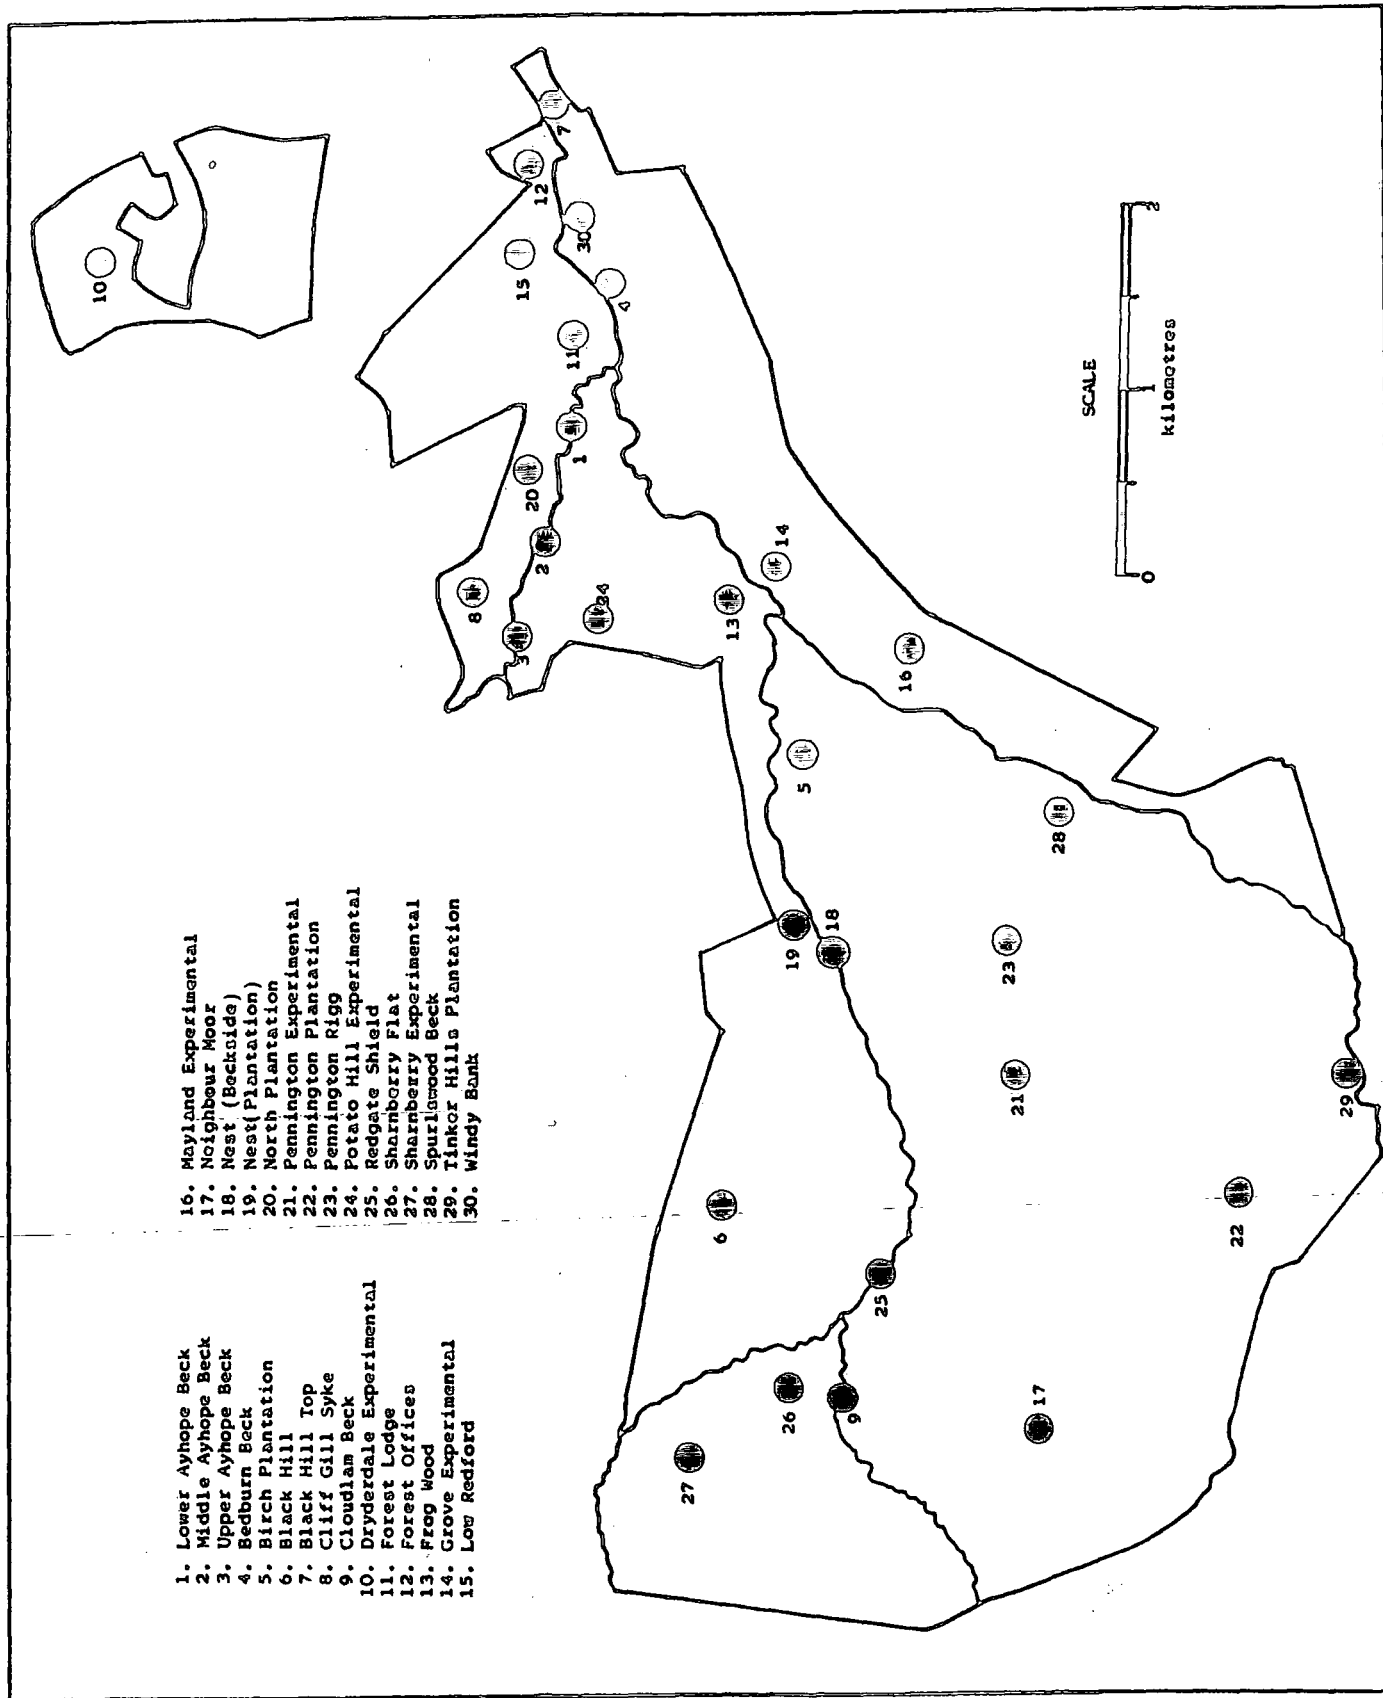 1. Lower Ayhope Beck
2. Middle Ayhope Beck
3. Upper Ayhope Beck
4. Bedburn Beck
5. Birch Plantation
6. Black Hill
7. Black Hill Top
8. Cliff Gill Syke
9. Cloudlam Beck
10. Dryderdale Experimental
11. Forest Lodge
12. Forest Offices
13. Frog Wood
14. Grove Experimental
15. Low Redford
16. Mayland Experimental
17. Neighbour Moor
18. Nest (Beckside)
19. Nest(Plantation)
20. North Plantation
21. Pennington Experimental
22. Pennington Plantation
23. Pennington Rigg
24. Potato Hill Experimental
25. Redgate Shield
26. Sharnberry Flat
27. Sharnberry Experimental
28. Spurlswood Beck
29. Tinker Hills Plantation
30. Windy Bank
10
7
12
30
15
4
11
1
20
2
8
24
3
14
13
16
5
28
18
19
23
21
29
6
22
25
26
9
17
27
SCALE
0 1 2
kilometres